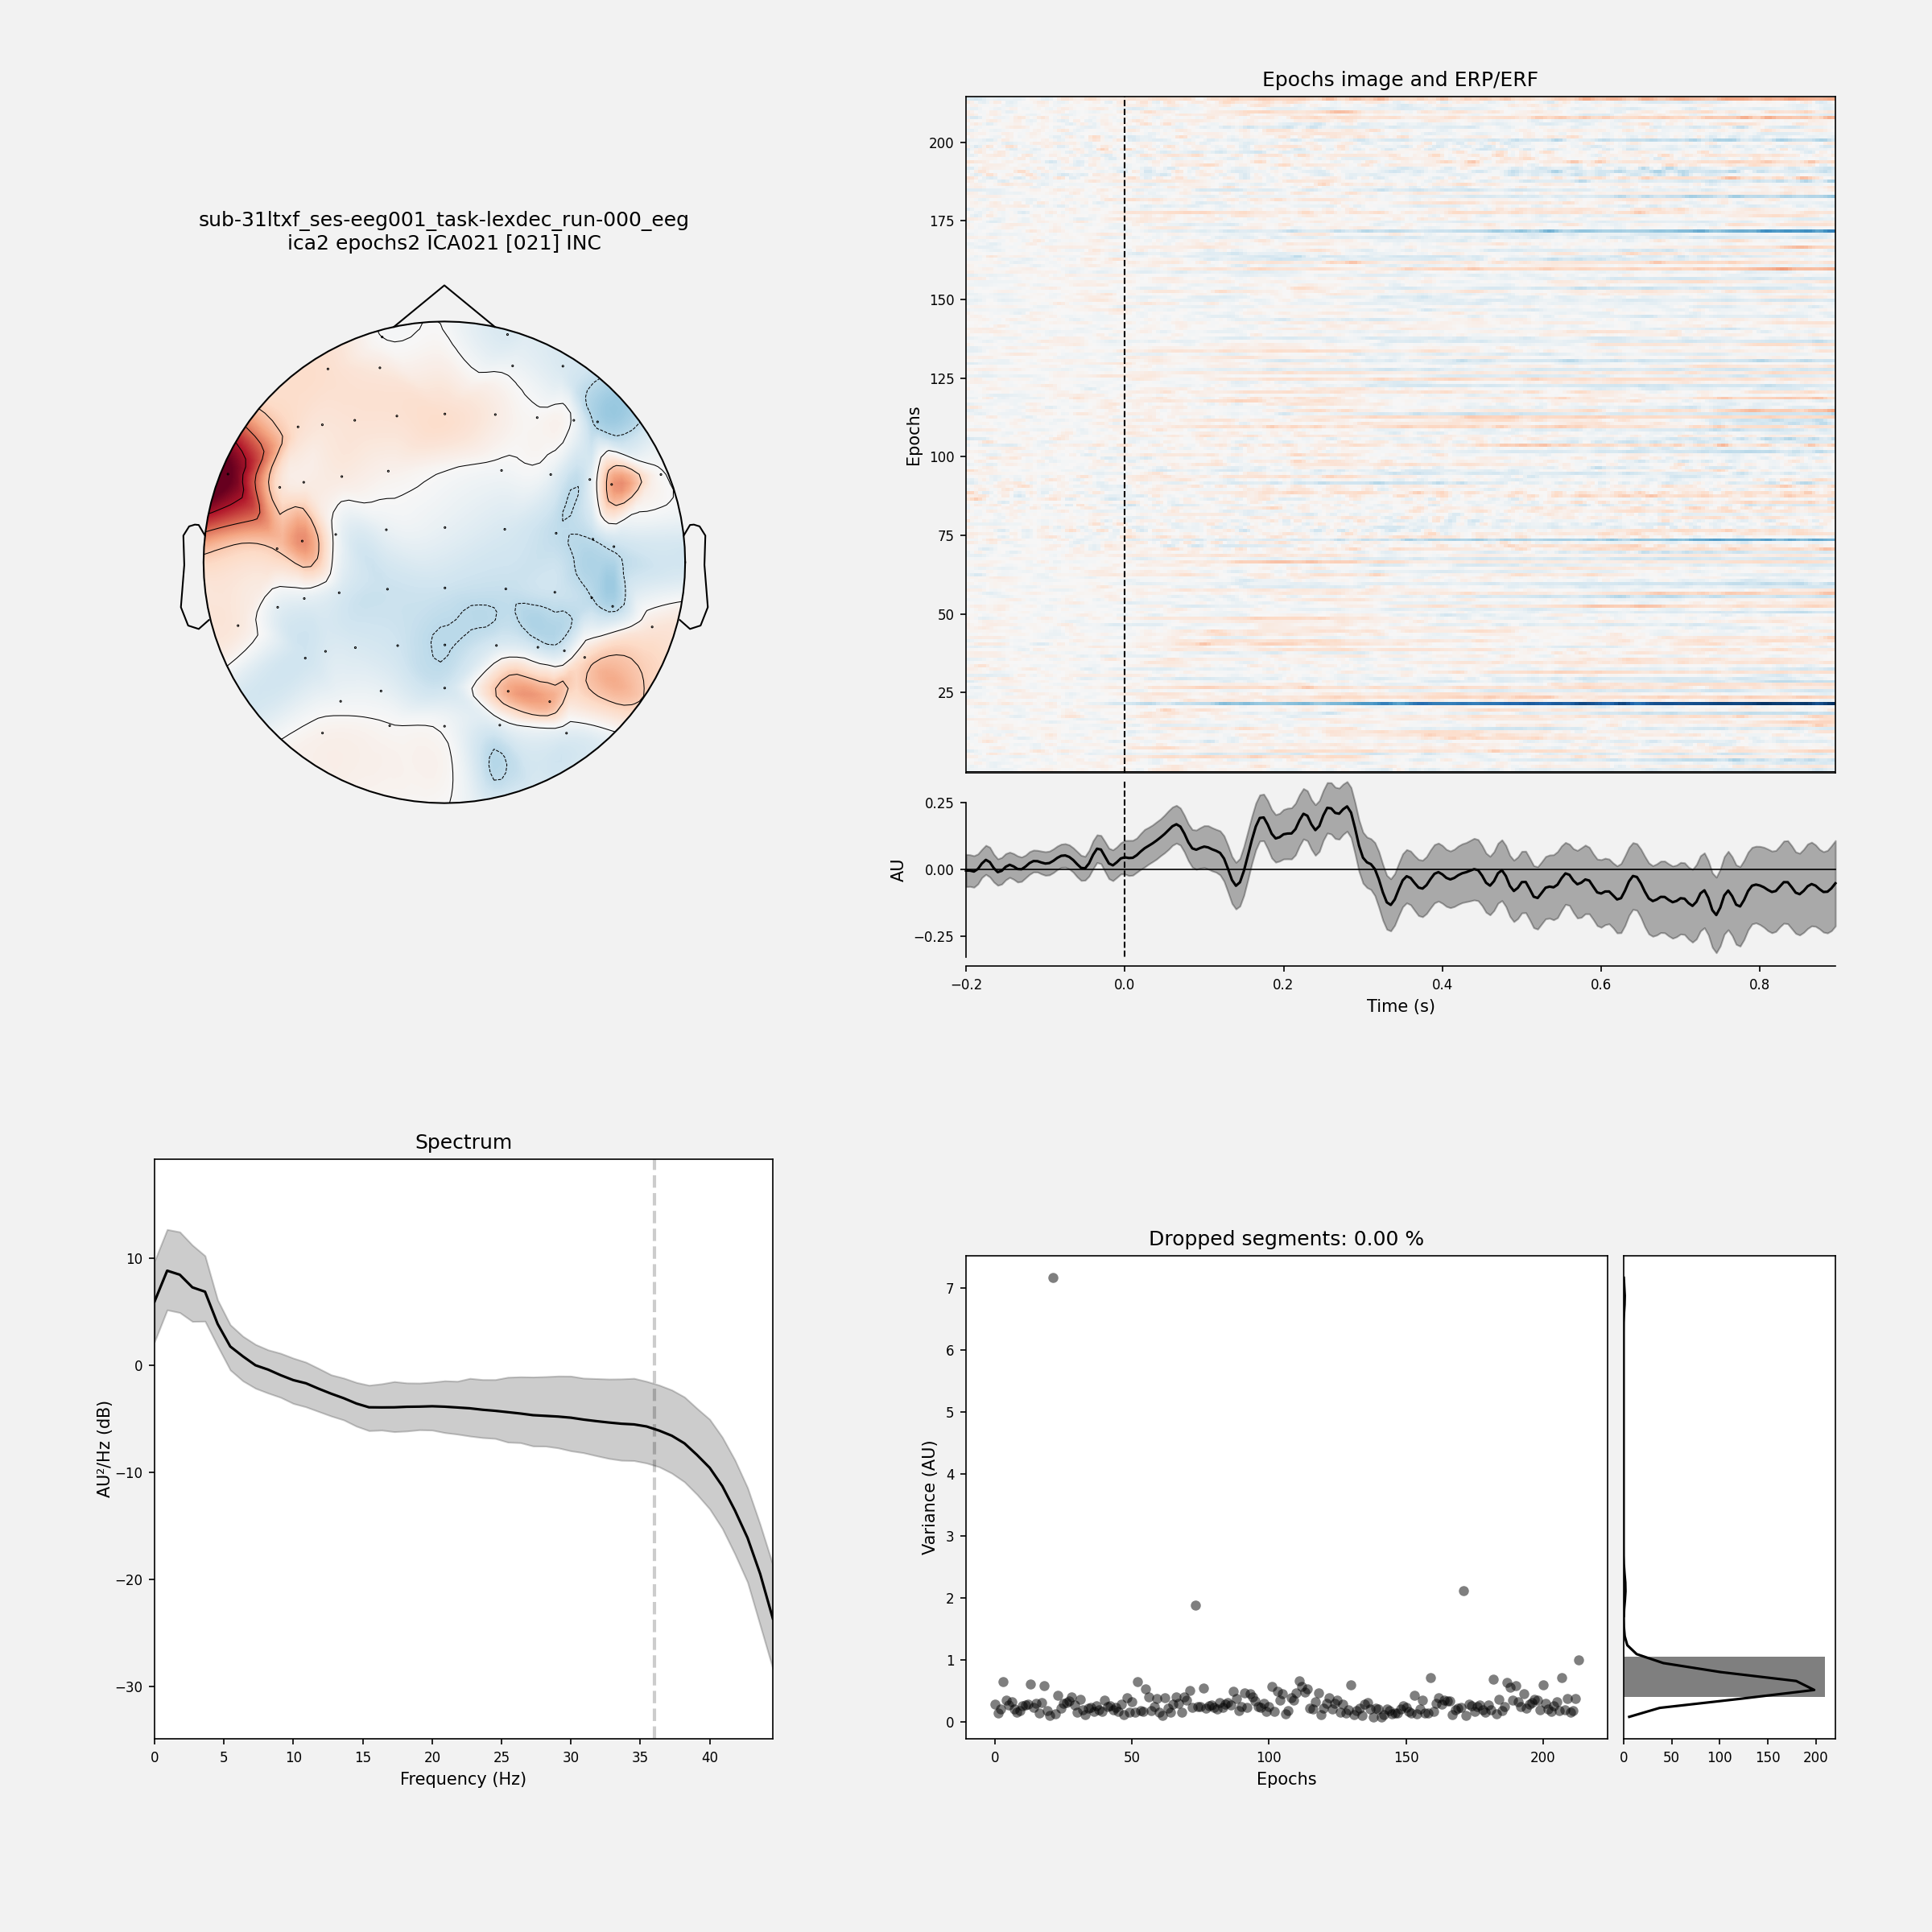 sub-31ltxf_ses-eeg001_task-lexdec_run-000_eeg
ica2 epochs2 ICA021 [021] INC
Epochs image and ERP/ERF
Epochs
200
175
150
125
100
75
50
25
AU
0.25
0.00
−0.25
−0.2 0.0 0.2 0.4 0.6 0.8
Time (s)
Spectrum
AU²/Hz (dB)
10
0
−10
−20
−30
0 5 10 15 20 25 30 35 40
Frequency (Hz)
Dropped segments: 0.00 %
Variance (AU)
7
6
5
4
3
2
1
0
0 50 100 150 200
Epochs
0 50 100 150 200